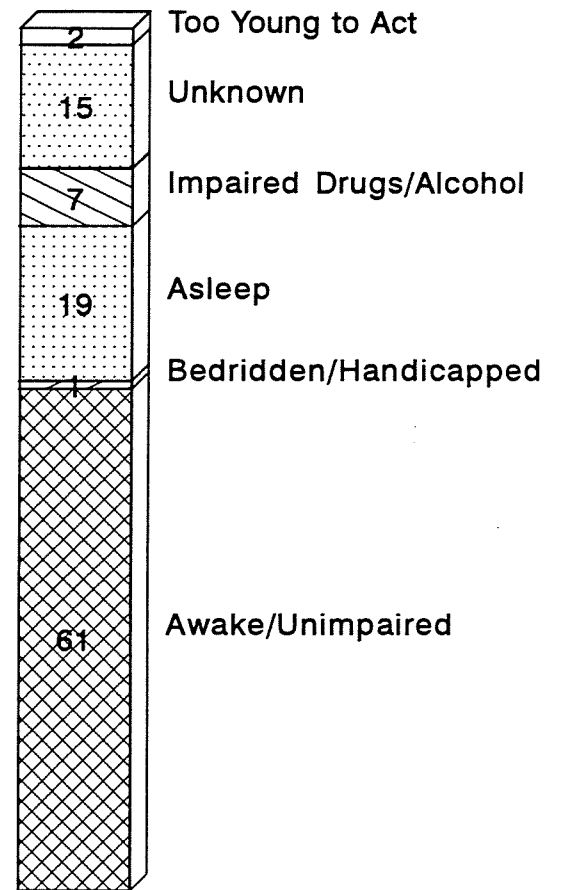 2 Too Young to Act
15 Unknown
7 Impaired Drugs/Alcohol
19 Asleep
1 Bedridden/Handicapped
61 Awake/Unimpaired